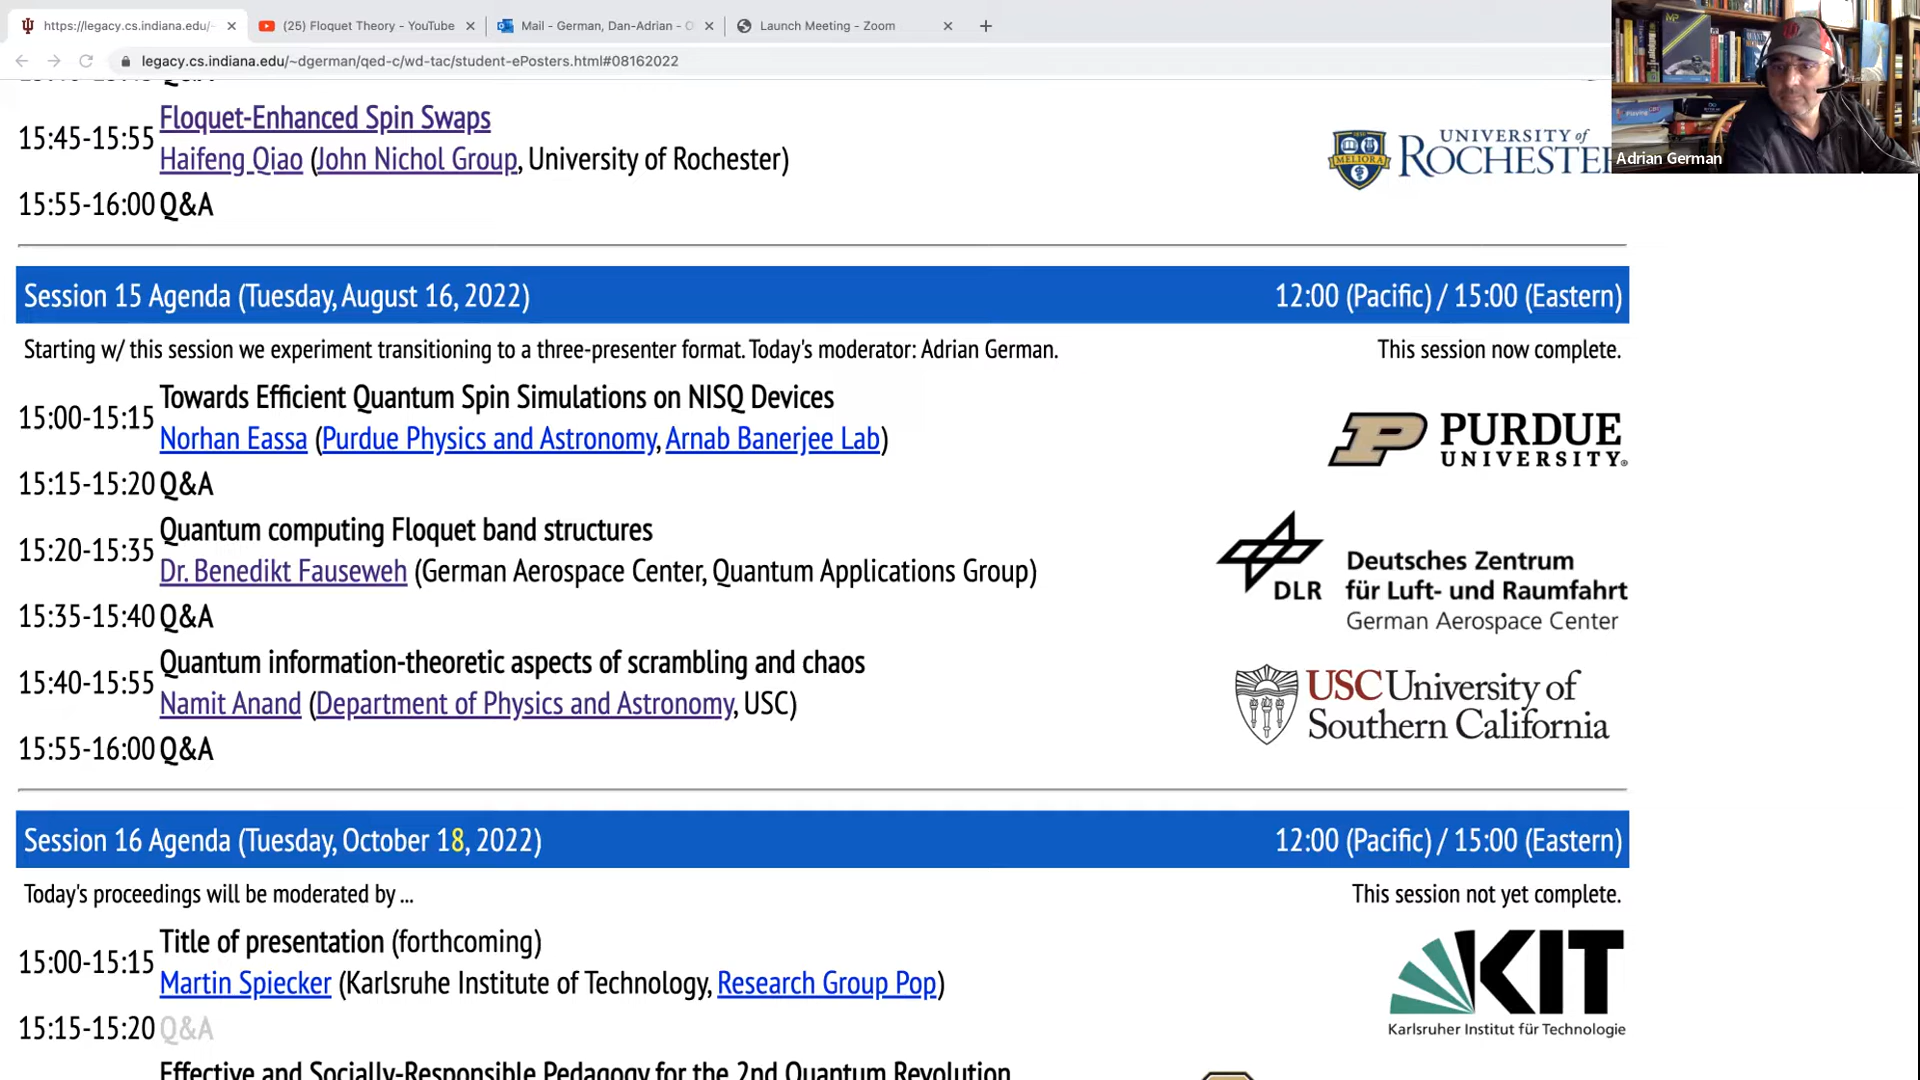 https://legacy.cs.indiana.edu/~
(25) Floquet Theory - YouTube
Mail - German, Dan-Adrian - O
Launch Meeting - Zoom
legacy.cs.indiana.edu/~dgerman/qed-c/wd-tac/student-ePosters.html#08162022
15:45-15:55 Floquet-Enhanced Spin Swaps
Haifeng Qiao (John Nichol Group, University of Rochester)
UNIVERSITY of
ROCHESTER
MELIORA
Adrian German
15:55-16:00 Q&A
Session 15 Agenda (Tuesday, August 16, 2022) 12:00 (Pacific) / 15:00 (Eastern)
Starting w/ this session we experiment transitioning to a three-presenter format. Today's moderator: Adrian German. This session now complete.
15:00-15:15 Towards Efficient Quantum Spin Simulations on NISQ Devices
Norhan Eassa (Purdue Physics and Astronomy, Arnab Banerjee Lab)
P PURDUE
UNIVERSITY®
15:15-15:20 Q&A
15:20-15:35 Quantum computing Floquet band structures
Dr. Benedikt Fauseweh (German Aerospace Center, Quantum Applications Group)
DLR
Deutsches Zentrum
für Luft- und Raumfahrt
German Aerospace Center
15:35-15:40 Q&A
15:40-15:55 Quantum information-theoretic aspects of scrambling and chaos
Namit Anand (Department of Physics and Astronomy, USC)
USC University of
Southern California
15:55-16:00 Q&A
Session 16 Agenda (Tuesday, October 18, 2022) 12:00 (Pacific) / 15:00 (Eastern)
Today's proceedings will be moderated by ... This session not yet complete.
15:00-15:15 Title of presentation (forthcoming)
Martin Spiecker (Karlsruhe Institute of Technology, Research Group Pop)
KIT
Karlsruher Institut für Technologie
15:15-15:20 Q&A
Effective and Socially-Responsible Pedagogy for the 2nd Quantum Revolution